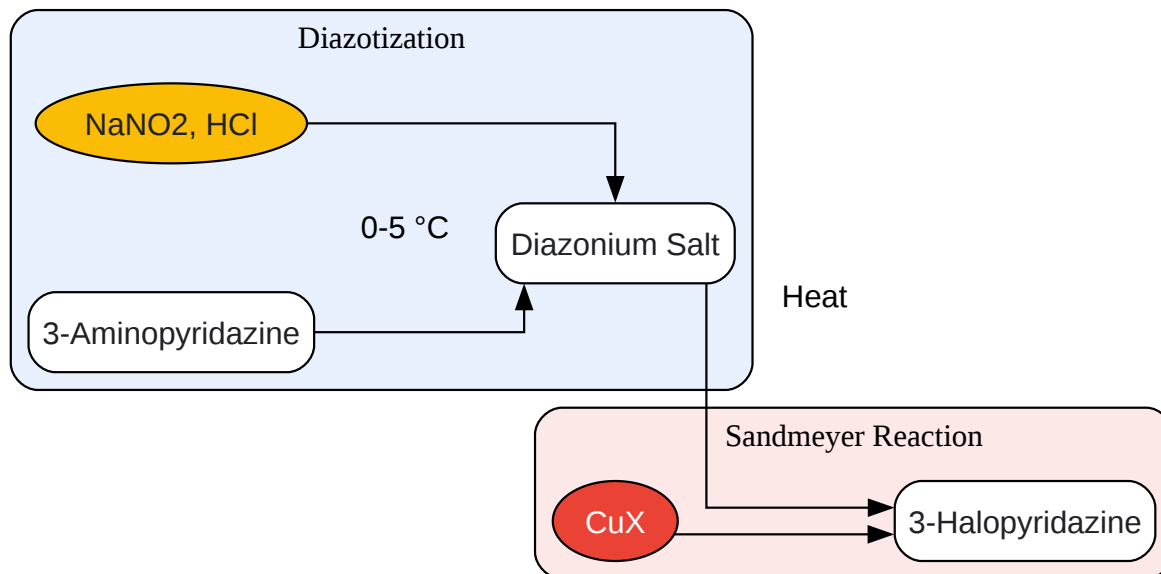 Diazotization
NaNO2, HCl
0-5 °C
Diazonium Salt
Heat
3-Aminopyridazine
Sandmeyer Reaction
CuX
3-Halopyridazine